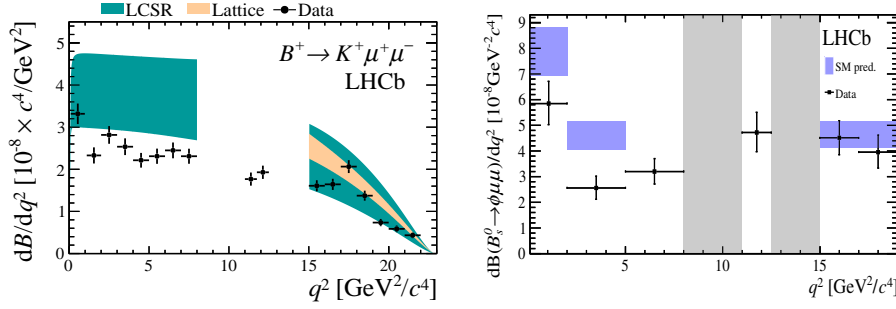 LCSR Lattice Data
B⁺ → K⁺μ⁺μ⁻
LHCb
dB/dq² [10⁻⁸ × c⁴/GeV²]
5
4
3
2
1
0
0 5 10 15 20
q² [GeV²/c⁴]
LHCb
SM pred.
Data
dB(B⁰ₛ→ϕμμ)/dq² [10⁻⁸GeV⁻²c⁴]
9
8
7
6
5
4
3
2
1
0
5 10 15
q² [GeV²/c⁴]